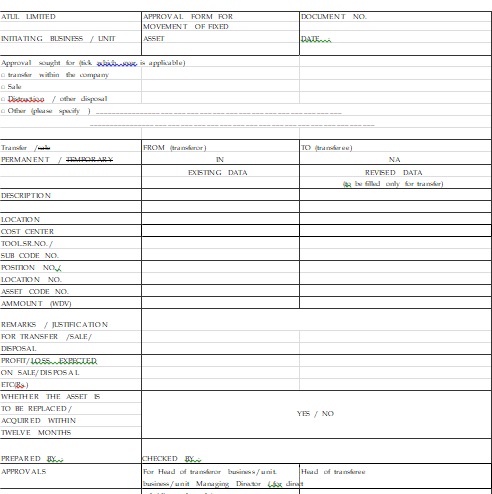 ATUL LIMITED APPROVAL FORM FOR DOCUMENT NO.
MOVEMENT OF FIXED
INITIATING BUSINESS / UNIT ASSET DATE
Approval sought for (tick which ever is applicable)
□ transfer within the company
□ Sale
□ Distruction / other disposal
□ Other (please specify )
Transfer /sale FROM (transferor) TO (transferee)
PERMANENT / TEMPORARY IN NA
EXISTING DATA REVISED DATA
(to be filled only for transfer)
DESCRIPTION
LOCATION
COST CENTER
TOOL.SR.NO. /
SUB CODE NO.
POSITION NO./
LOCATION NO.
ASSET CODE NO.
AMMOUNT (WDV)
REMARKS / JUSTIFICATION
FOR TRANSFER /SALE/
DISPOSAL
PROFIT/LOSS EXPECTED
ON SALE/DISPOSAL
ETC(Rs.)
WHETHER THE ASSET IS
TO BE REPLACED /
ACQUIRED WITHIN
TWELVE MONTHS
YES / NO
PREPARED BY CHECKED BY
APPROVALS For Head of transferor business/unit. Head of transferee
business/unit Managing Director (for direct